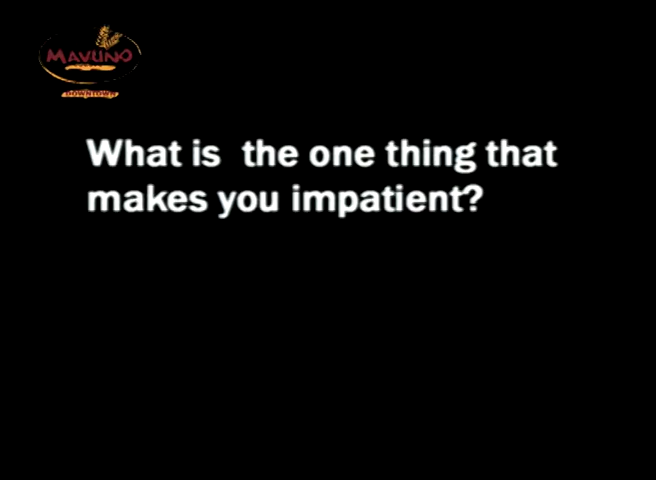 MAVUNO
DOWNTOWN
What is  the one thing that
makes you impatient?